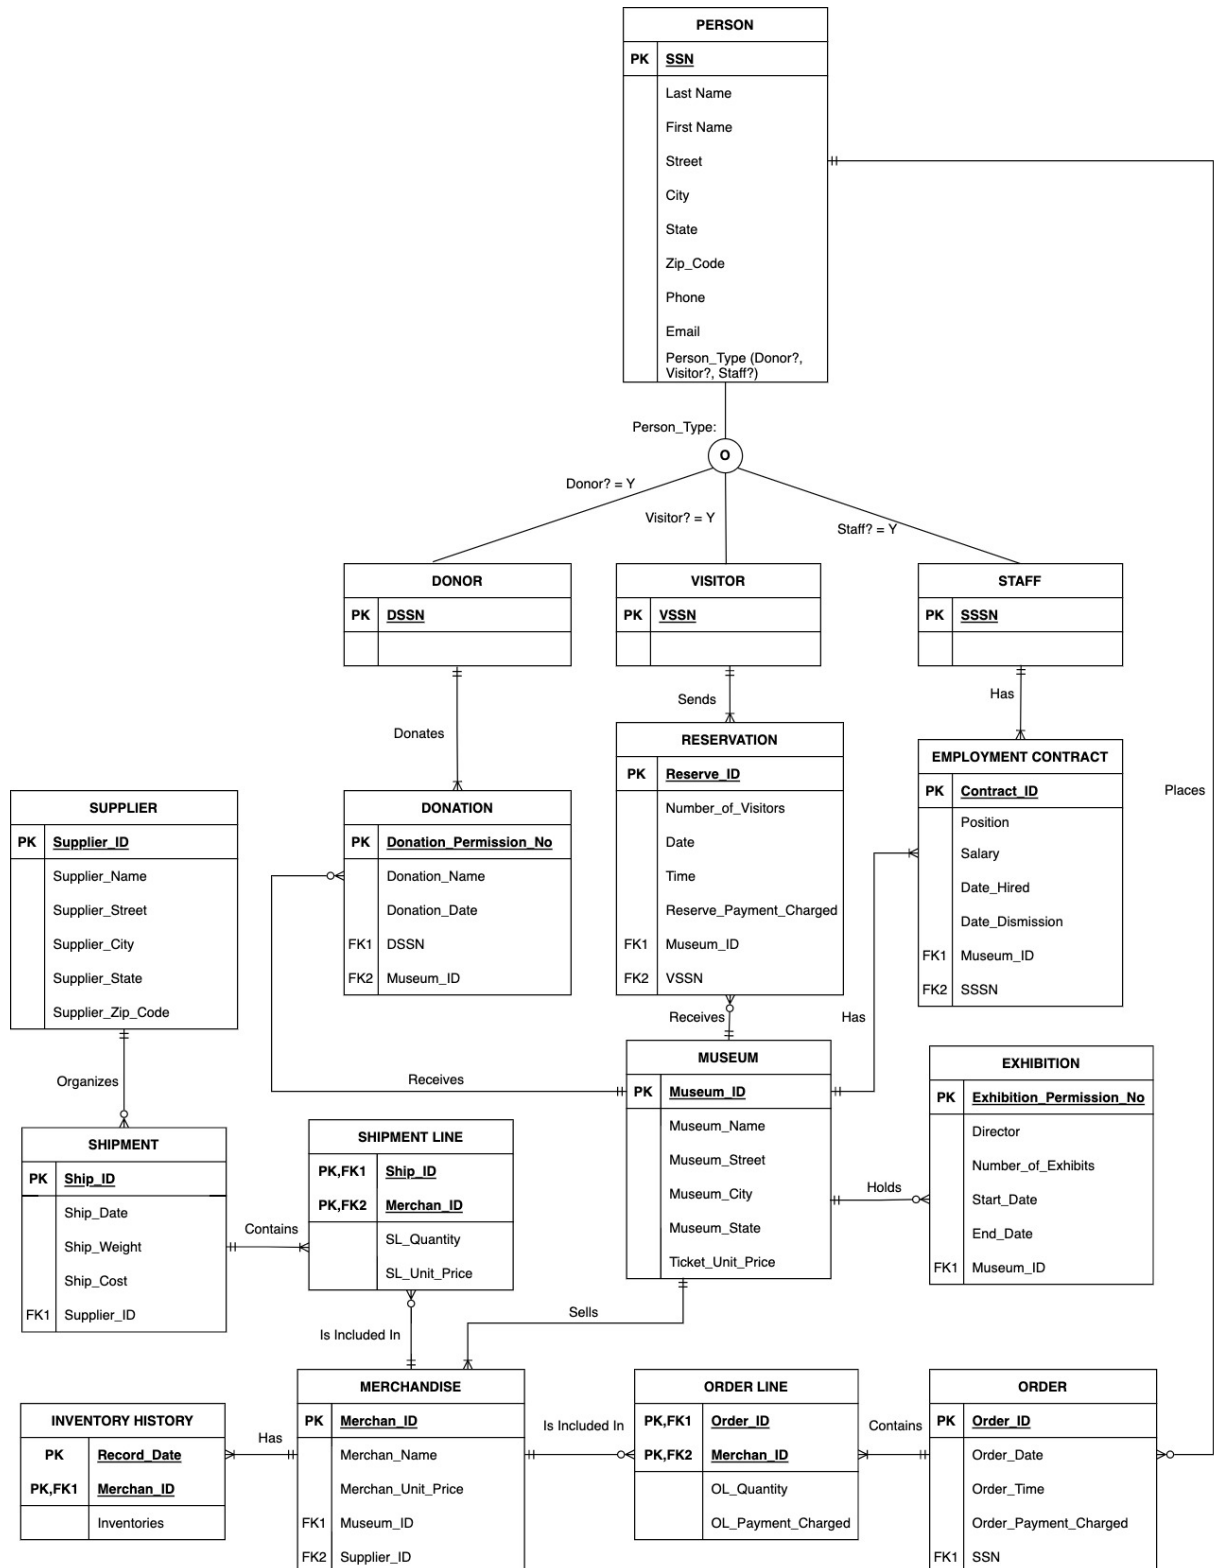 PERSON
PK SSN
Last Name
First Name
Street
City
State
Zip_Code
Phone
Email
Person_Type (Donor?,
Visitor?, Staff?)
Person_Type:
O
Donor? = Y
Visitor? = Y
Staff? = Y
DONOR
PK DSSN
VISITOR
PK VSSN
STAFF
PK SSSN
Donates
Sends
Has
Places
SUPPLIER
PK Supplier_ID
Supplier_Name
Supplier_Street
Supplier_City
Supplier_State
Supplier_Zip_Code
DONATION
PK Donation_Permission_No
Donation_Name
Donation_Date
FK1 DSSN
FK2 Museum_ID
RESERVATION
PK Reserve_ID
Number_of_Visitors
Date
Time
Reserve_Payment_Charged
FK1 Museum_ID
FK2 VSSN
EMPLOYMENT CONTRACT
PK Contract_ID
Position
Salary
Date_Hired
Date_Dismission
FK1 Museum_ID
FK2 SSSN
Organizes
Receives
Receives
Has
MUSEUM
PK Museum_ID
Museum_Name
Museum_Street
Museum_City
Museum_State
Ticket_Unit_Price
Holds
EXHIBITION
PK Exhibition_Permission_No
Director
Number_of_Exhibits
Start_Date
End_Date
FK1 Museum_ID
SHIPMENT
PK Ship_ID
Ship_Date
Ship_Weight
Ship_Cost
FK1 Supplier_ID
Contains
SHIPMENT LINE
PK,FK1 Ship_ID
PK,FK2 Merchan_ID
SL_Quantity
SL_Unit_Price
Is Included In
Sells
INVENTORY HISTORY
PK Record_Date
PK,FK1 Merchan_ID
Inventories
Has
MERCHANDISE
PK Merchan_ID
Merchan_Name
Merchan_Unit_Price
FK1 Museum_ID
FK2 Supplier_ID
Is Included In
ORDER LINE
PK,FK1 Order_ID
PK,FK2 Merchan_ID
OL_Quantity
OL_Payment_Charged
Contains
ORDER
PK Order_ID
Order_Date
Order_Time
Order_Payment_Charged
FK1 SSN